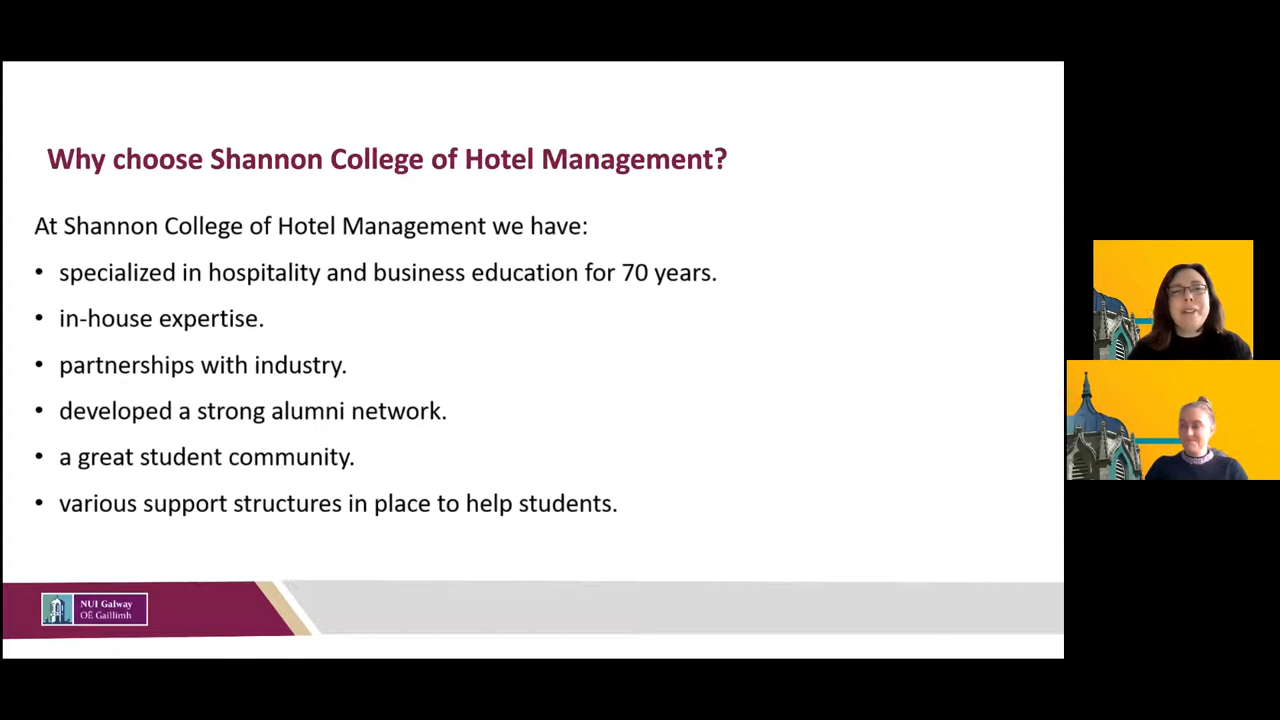 Why choose Shannon College of Hotel Management?
At Shannon College of Hotel Management we have:
• specialized in hospitality and business education for 70 years.
• in-house expertise.
• partnerships with industry.
• developed a strong alumni network.
• a great student community.
• various support structures in place to help students.
NUI Galway
OÉ Gaillimh